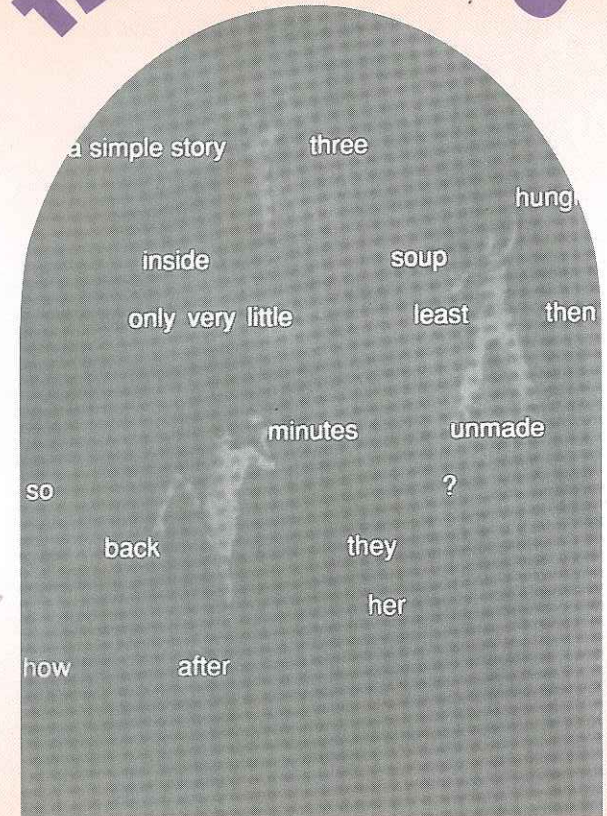 a simple story three
inside soup
only very little least then
minutes unmade
so ?
back they
her
how after